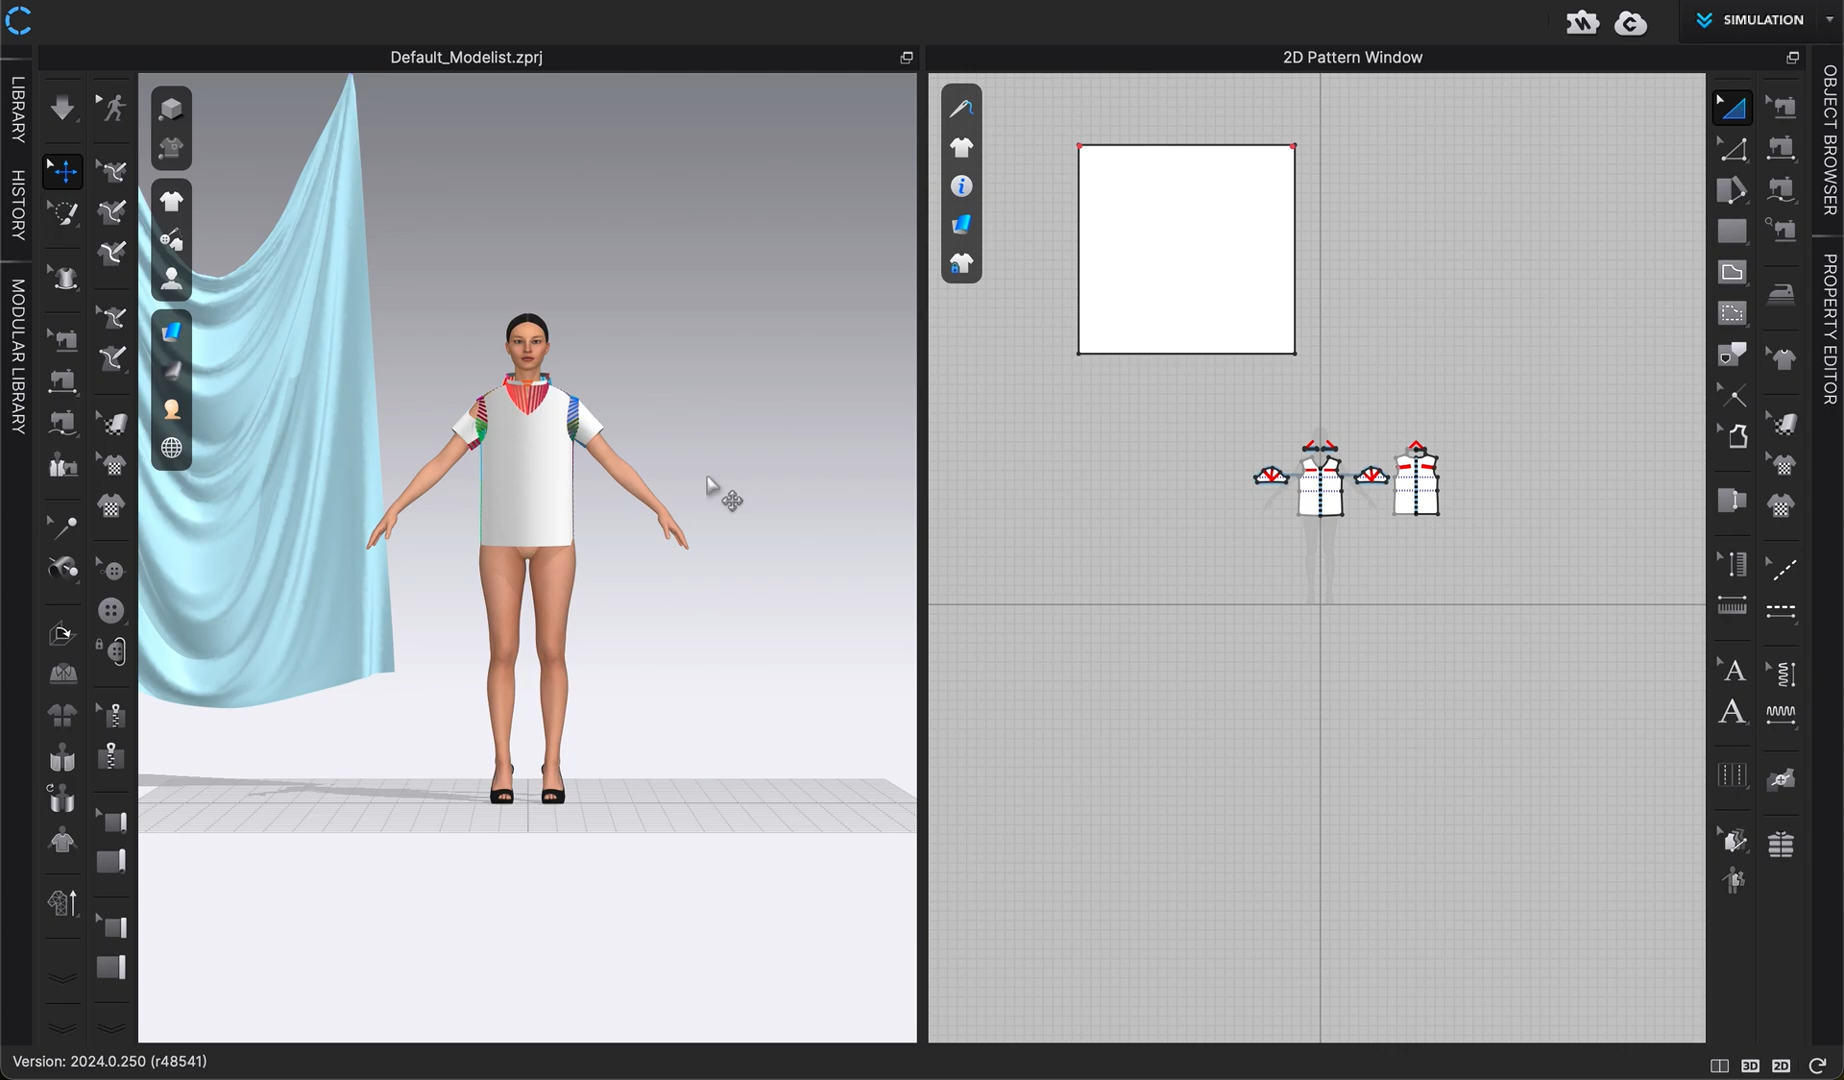 SIMULATION
Default_Modelist.zprj
2D Pattern Window
LIBRARY
HISTORY
MODULAR LIBRARY
OBJECT BROWSER
PROPERTY EDITOR
A
A
Version: 2024.0.250 (r48541)
3D
2D